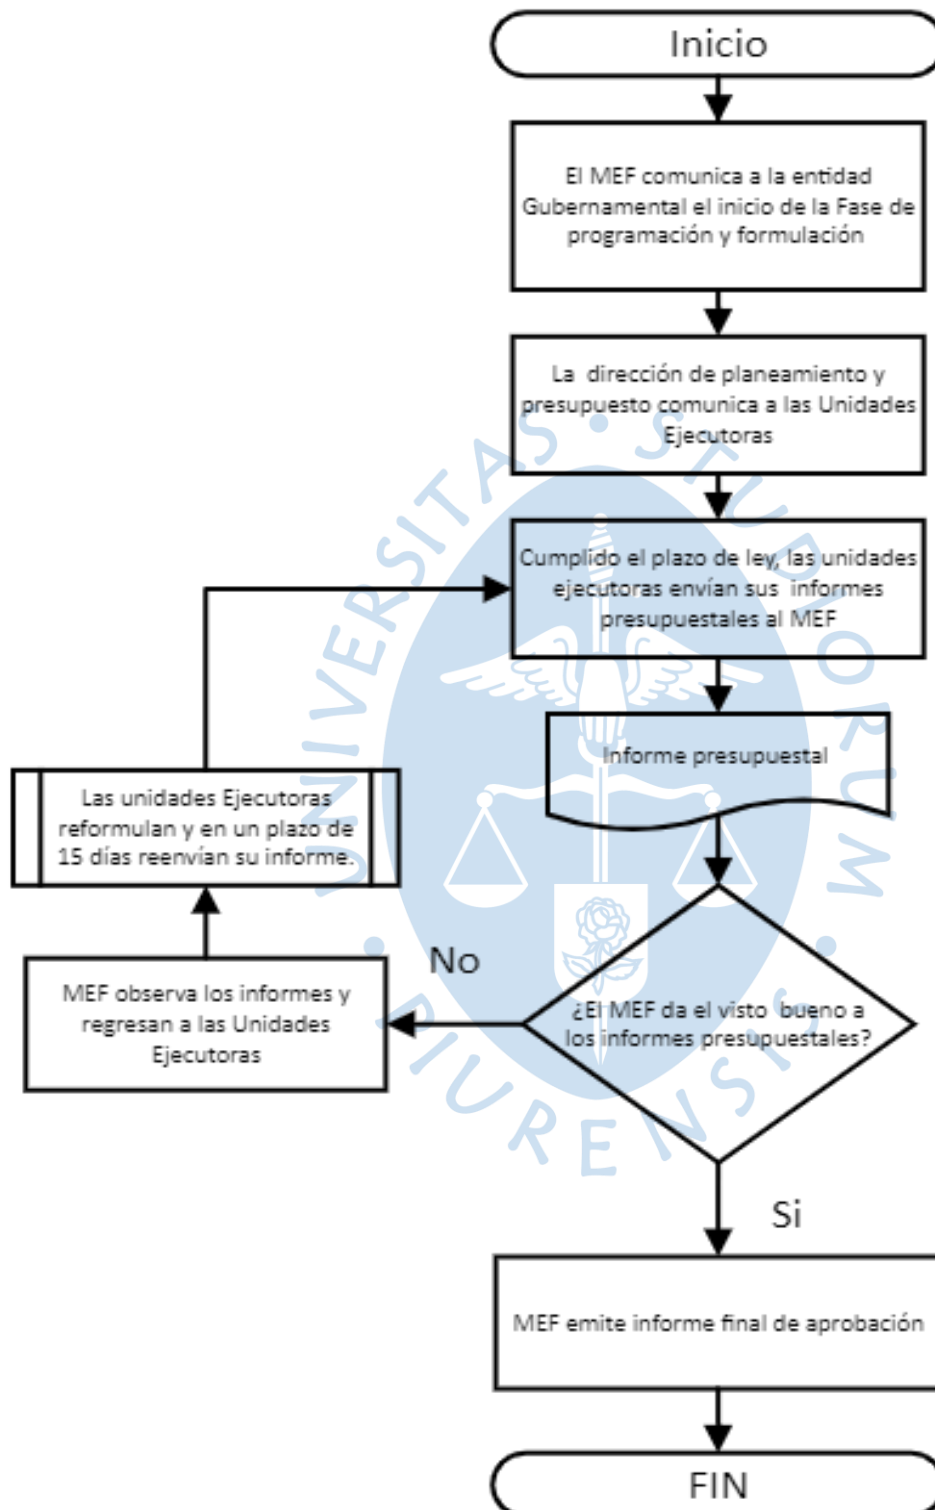 Inicio
El MEF comunica a la entidad
Gubernamental el inicio de la Fase de
programación y formulación
La dirección de planeamiento y
presupuesto comunica a las Unidades
Ejecutoras
Cumplido el plazo de ley, las unidades
ejecutoras envían sus informes
presupuestales al MEF
Informe presupuestal
Las unidades Ejecutoras
reformulan y en un plazo de
15 días reenvían su informe.
No
MEF observa los informes y
regresan a las Unidades
Ejecutoras
¿El MEF da el visto bueno a
los informes presupuestales?
Si
MEF emite informe final de aprobación
FIN
UNIVERSITAS • STUDIORUM • PIURENSIS •